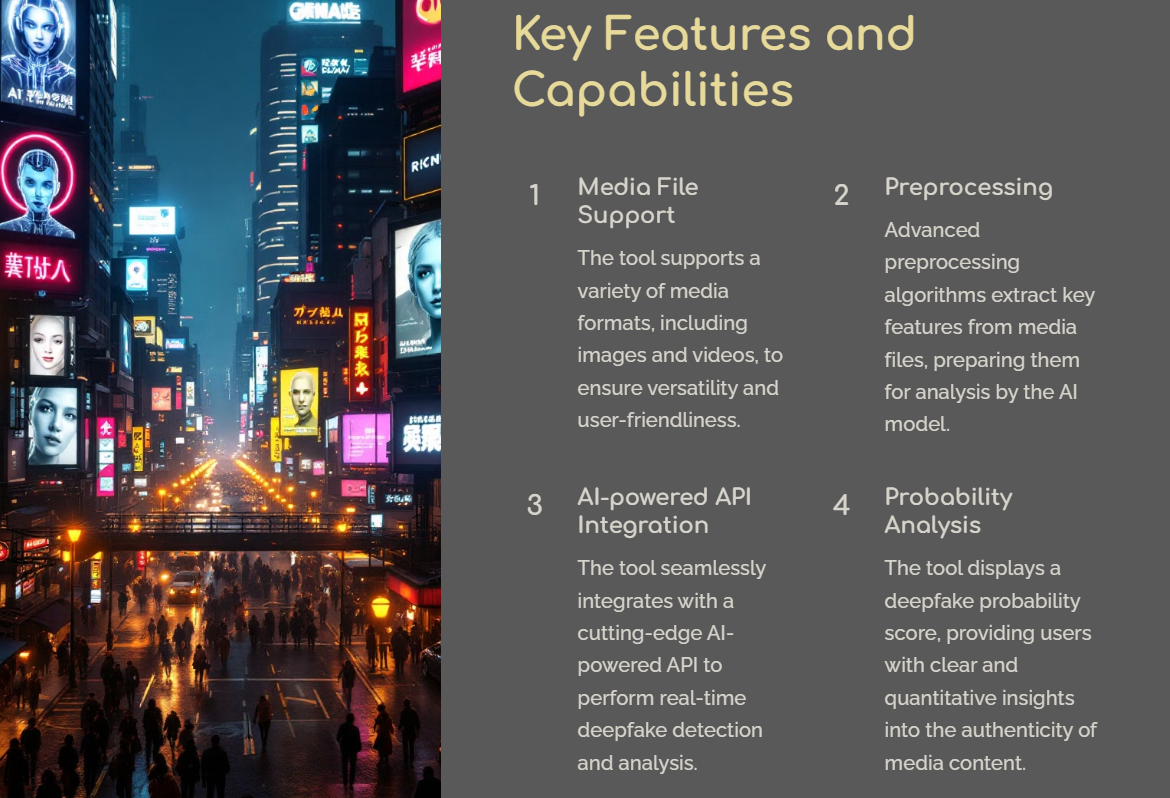 Key Features and
Capabilities
1
Media File
Support
The tool supports a
variety of media
formats, including
images and videos, to
ensure versatility and
user-friendliness.
2
Preprocessing
Advanced
preprocessing
algorithms extract key
features from media
files, preparing them
for analysis by the AI
model.
3
AI-powered API
Integration
The tool seamlessly
integrates with a
cutting-edge AI-
powered API to
perform real-time
deepfake detection
and analysis.
4
Probability
Analysis
The tool displays a
deepfake probability
score, providing users
with clear and
quantitative insights
into the authenticity of
media content.